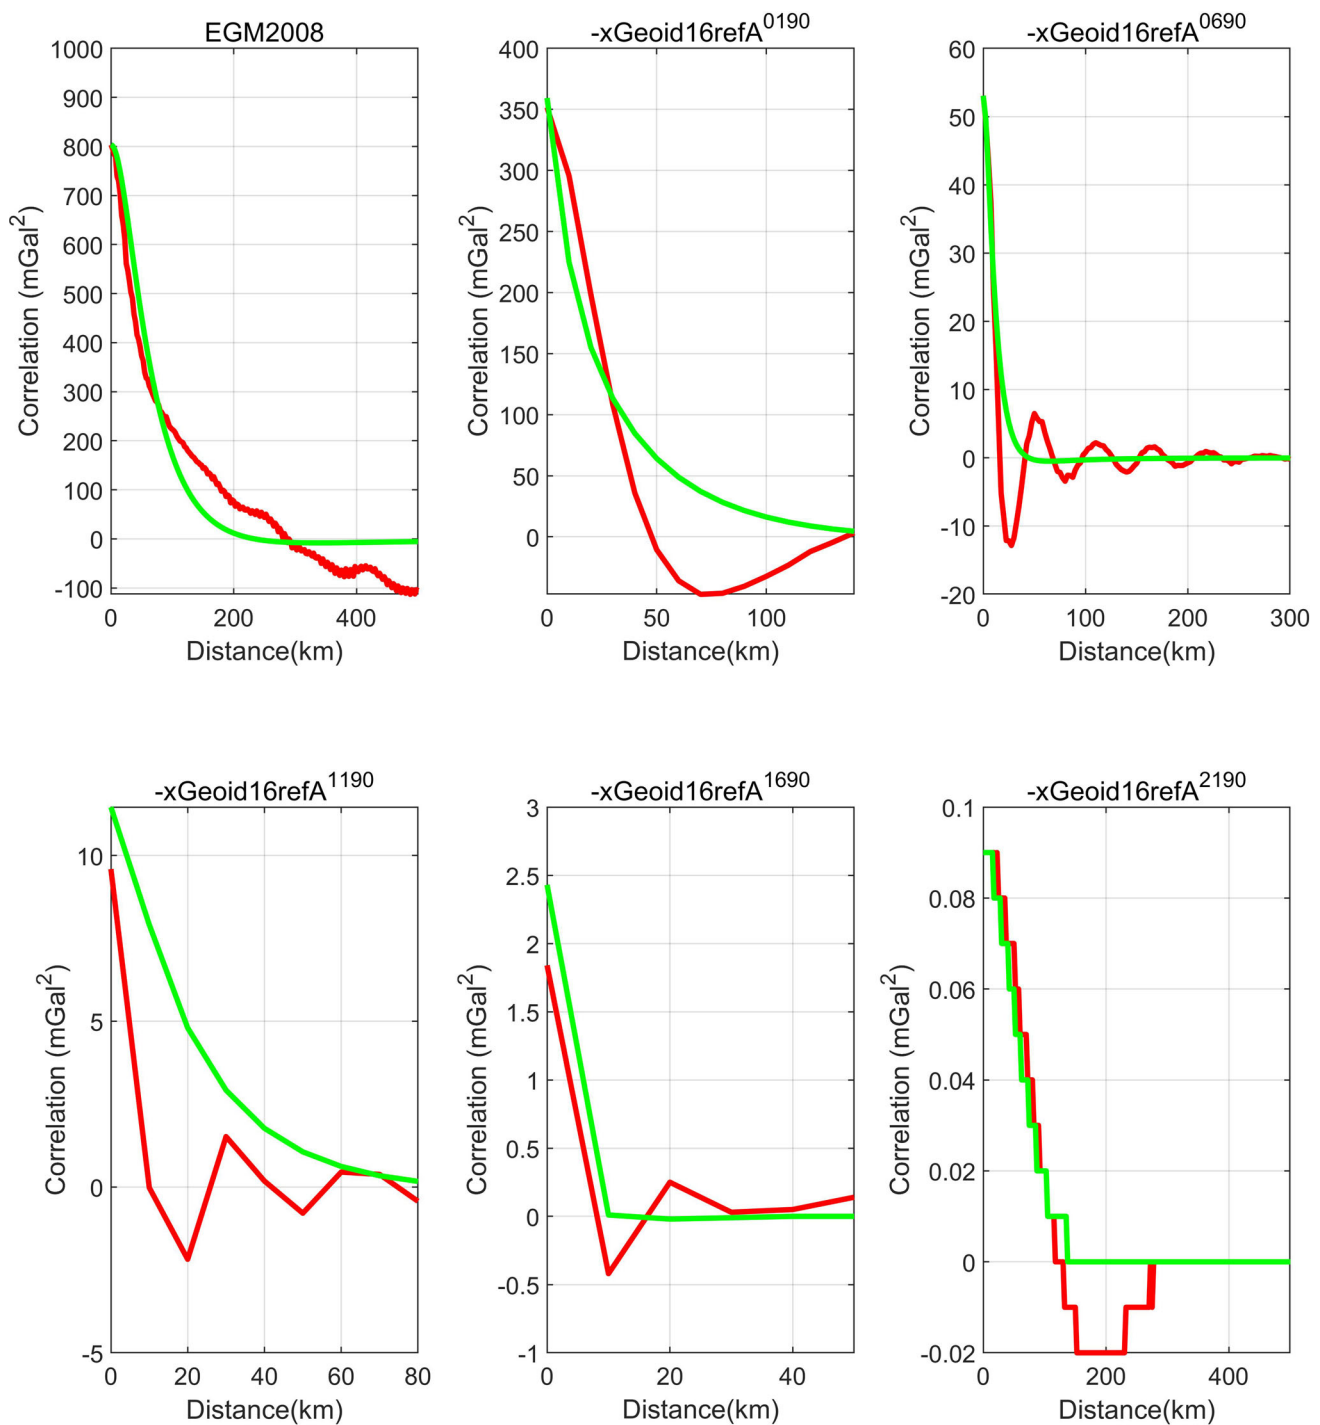 EGM2008
1000
900
800
700
600
500
400
300
200
100
0
-100
0 200 400
Correlation (mGal²)
Distance(km)
-xGeoid16refA⁰¹⁹⁰
400
350
300
250
200
150
100
50
0
0 50 100
Correlation (mGal²)
Distance(km)
-xGeoid16refA⁰⁶⁹⁰
60
50
40
30
20
10
0
-10
-20
0 100 200 300
Correlation (mGal²)
Distance(km)
-xGeoid16refA¹¹⁹⁰
10
5
0
-5
0 20 40 60 80
Correlation (mGal²)
Distance(km)
-xGeoid16refA¹⁶⁹⁰
3
2.5
2
1.5
1
0.5
0
-0.5
-1
0 20 40
Correlation (mGal²)
Distance(km)
-xGeoid16refA²¹⁹⁰
0.1
0.08
0.06
0.04
0.02
0
-0.02
0 200 400
Correlation (mGal²)
Distance(km)